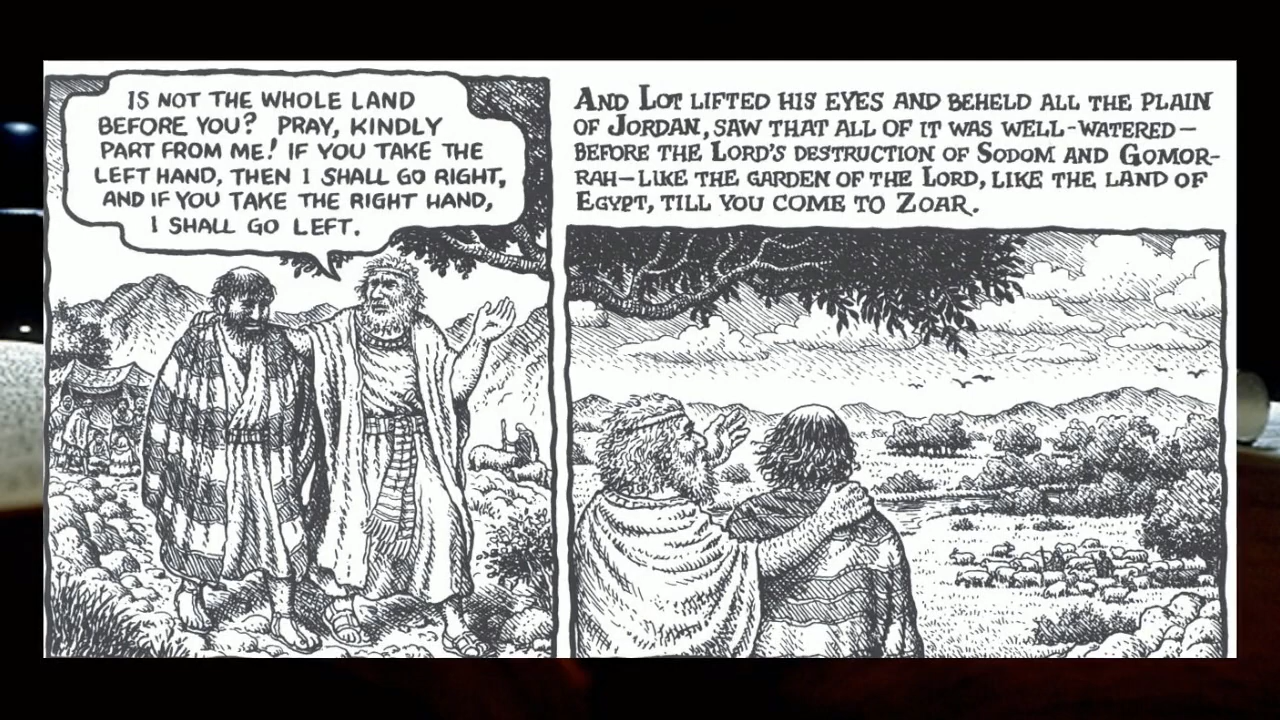 IS NOT THE WHOLE LAND
BEFORE YOU? PRAY, KINDLY
PART FROM ME! IF YOU TAKE THE
LEFT HAND, THEN I SHALL GO RIGHT,
AND IF YOU TAKE THE RIGHT HAND,
I SHALL GO LEFT.
AND LOT LIFTED HIS EYES AND BEHELD ALL THE PLAIN
OF JORDAN, SAW THAT ALL OF IT WAS WELL-WATERED—
BEFORE THE LORD'S DESTRUCTION OF SODOM AND GOMOR-
RAH—LIKE THE GARDEN OF THE LORD, LIKE THE LAND OF
EGYPT, TILL YOU COME TO ZOAR.